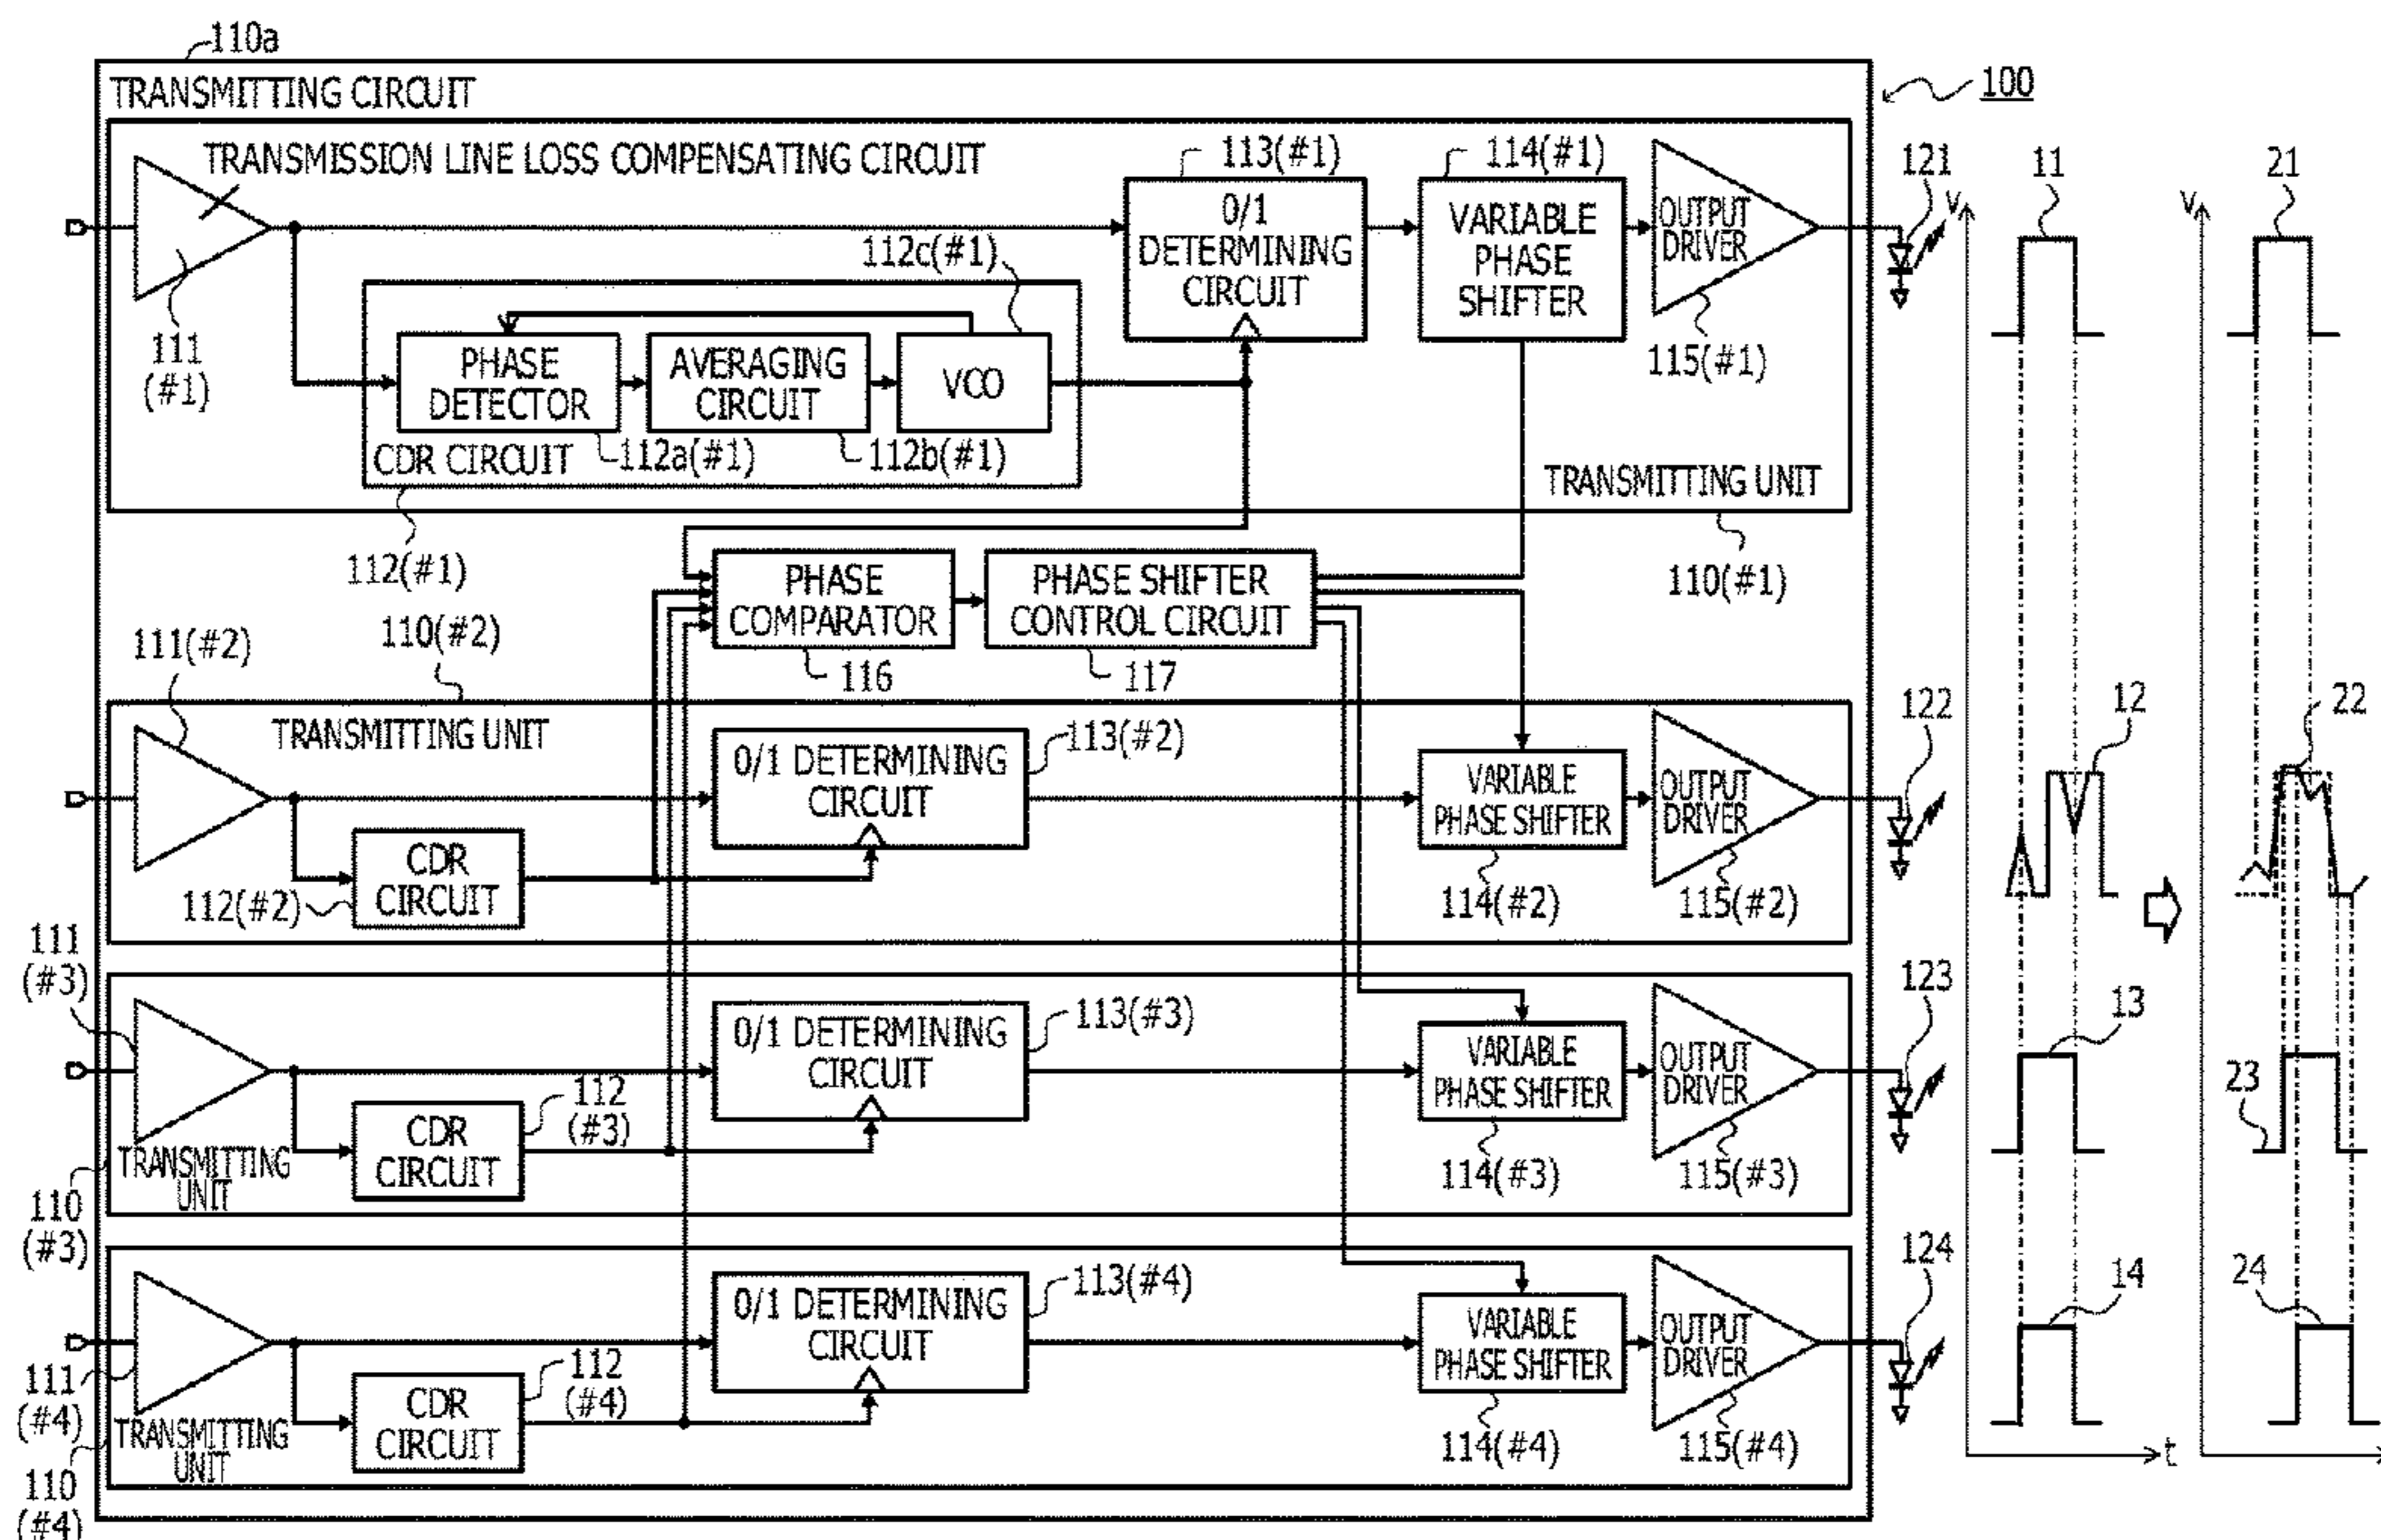 110a
TRANSMITTING CIRCUIT
100
TRANSMISSION LINE LOSS COMPENSATING CIRCUIT
113(#1)
114(#1)
121
V
11
V
21
0/1
DETERMINING
CIRCUIT
VARIABLE
PHASE
SHIFTER
OUTPUT
DRIVER
112c(#1)
111
(#1)
PHASE
DETECTOR
AVERAGING
CIRCUIT
VCO
115(#1)
CDR CIRCUIT
112a(#1)
112b(#1)
TRANSMITTING UNIT
112(#1)
110(#1)
PHASE
COMPARATOR
PHASE SHIFTER
CONTROL CIRCUIT
111(#2)
110(#2)
116
117
122
12
22
TRANSMITTING UNIT
0/1 DETERMINING
CIRCUIT
113(#2)
VARIABLE
PHASE SHIFTER
OUTPUT
DRIVER
CDR
CIRCUIT
112(#2)
114(#2)
115(#2)
111
(#3)
123
13
23
0/1 DETERMINING
CIRCUIT
113(#3)
VARIABLE
PHASE SHIFTER
OUTPUT
DRIVER
112
(#3)
CDR
CIRCUIT
TRANSMITTING
UNIT
114(#3)
115(#3)
110
(#3)
124
14
24
0/1 DETERMINING
CIRCUIT
113(#4)
VARIABLE
PHASE SHIFTER
OUTPUT
DRIVER
111
(#4)
112
(#4)
CDR
CIRCUIT
TRANSMITTING
UNIT
114(#4)
115(#4)
t
110
(#4)